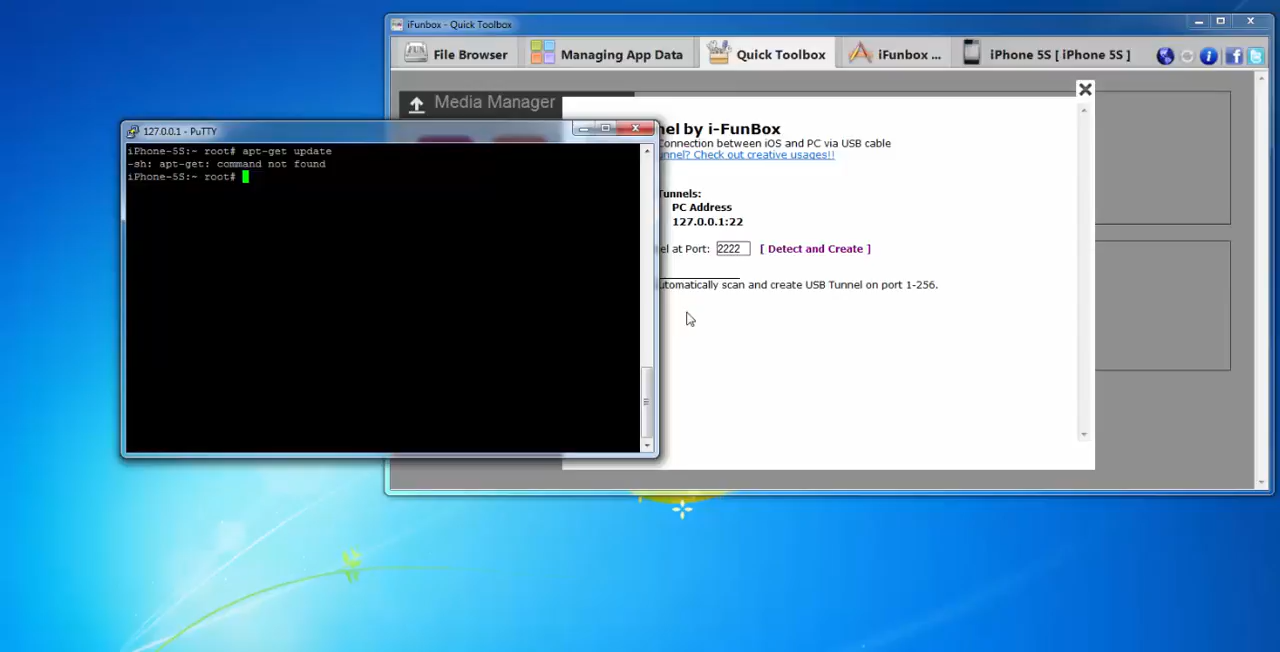 iFunbox - Quick Toolbox
File Browser
Managing App Data
Quick Toolbox
iFunbox ...
iPhone 5S [ iPhone 5S ]
Media Manager
127.0.0.1 - PuTTY
iPhone-5S:~ root# apt-get update
-sh: apt-get: command not found
iPhone-5S:~ root#
nel by i-FunBox
Connection between iOS and PC via USB cable
unnel? Check out creative usages!!
Tunnels:
PC Address
127.0.0.1:22
el at Port: 2222 [ Detect and Create ]
utomatically scan and create USB Tunnel on port 1-256.